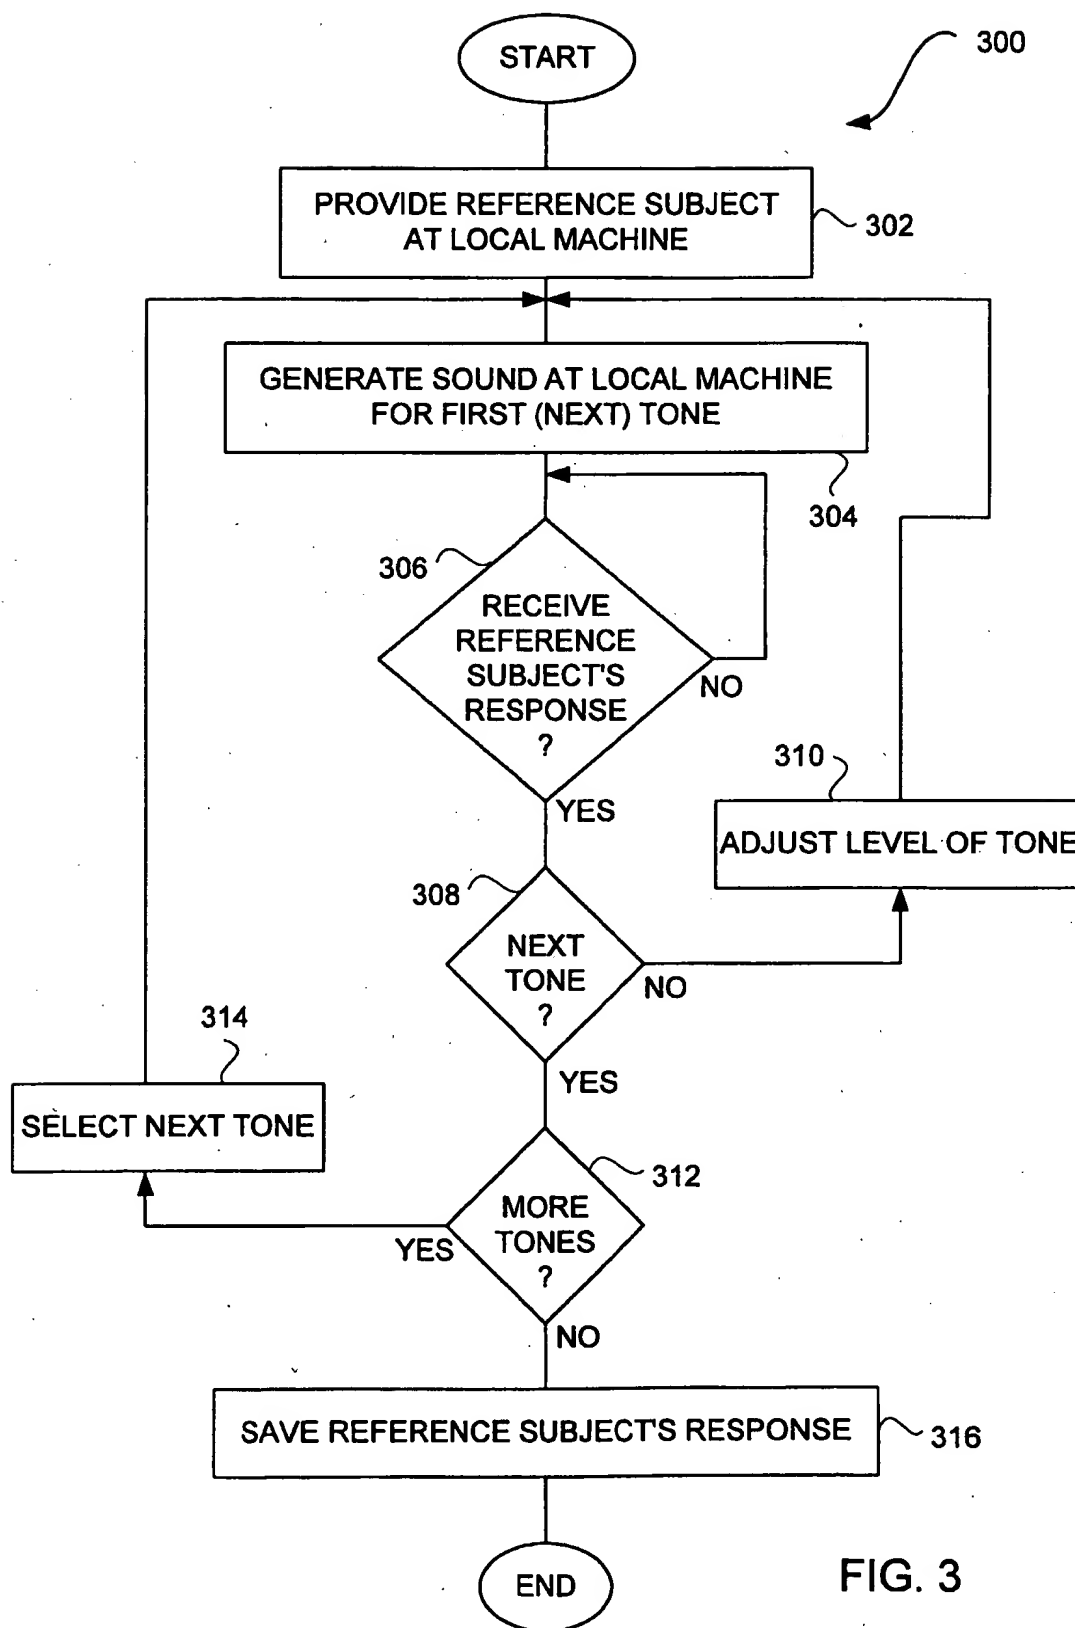 START
300
PROVIDE REFERENCE SUBJECT
AT LOCAL MACHINE
302
GENERATE SOUND AT LOCAL MACHINE
FOR FIRST (NEXT) TONE
304
306
RECEIVE
REFERENCE
SUBJECT'S
RESPONSE
?
NO
YES
310
ADJUST LEVEL OF TONE
308
NEXT
TONE
?
NO
YES
314
SELECT NEXT TONE
312
MORE
TONES
?
YES
NO
SAVE REFERENCE SUBJECT'S RESPONSE
316
END
FIG. 3